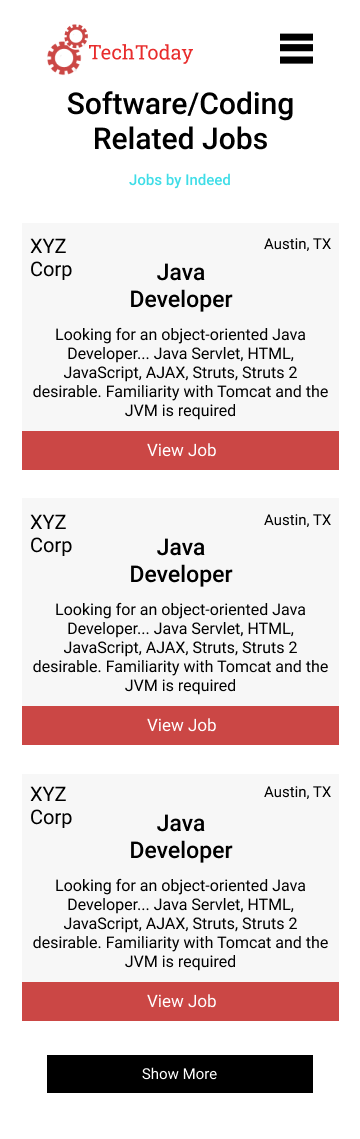 TechToday
Software/Coding
Related Jobs
Jobs by Indeed
XYZ
Corp
Austin, TX
Java
Developer
Looking for an object-oriented Java
Developer... Java Servlet, HTML,
JavaScript, AJAX, Struts, Struts 2
desirable. Familiarity with Tomcat and the
JVM is required
View Job
XYZ
Corp
Austin, TX
Java
Developer
Looking for an object-oriented Java
Developer... Java Servlet, HTML,
JavaScript, AJAX, Struts, Struts 2
desirable. Familiarity with Tomcat and the
JVM is required
View Job
XYZ
Corp
Austin, TX
Java
Developer
Looking for an object-oriented Java
Developer... Java Servlet, HTML,
JavaScript, AJAX, Struts, Struts 2
desirable. Familiarity with Tomcat and the
JVM is required
View Job
Show More